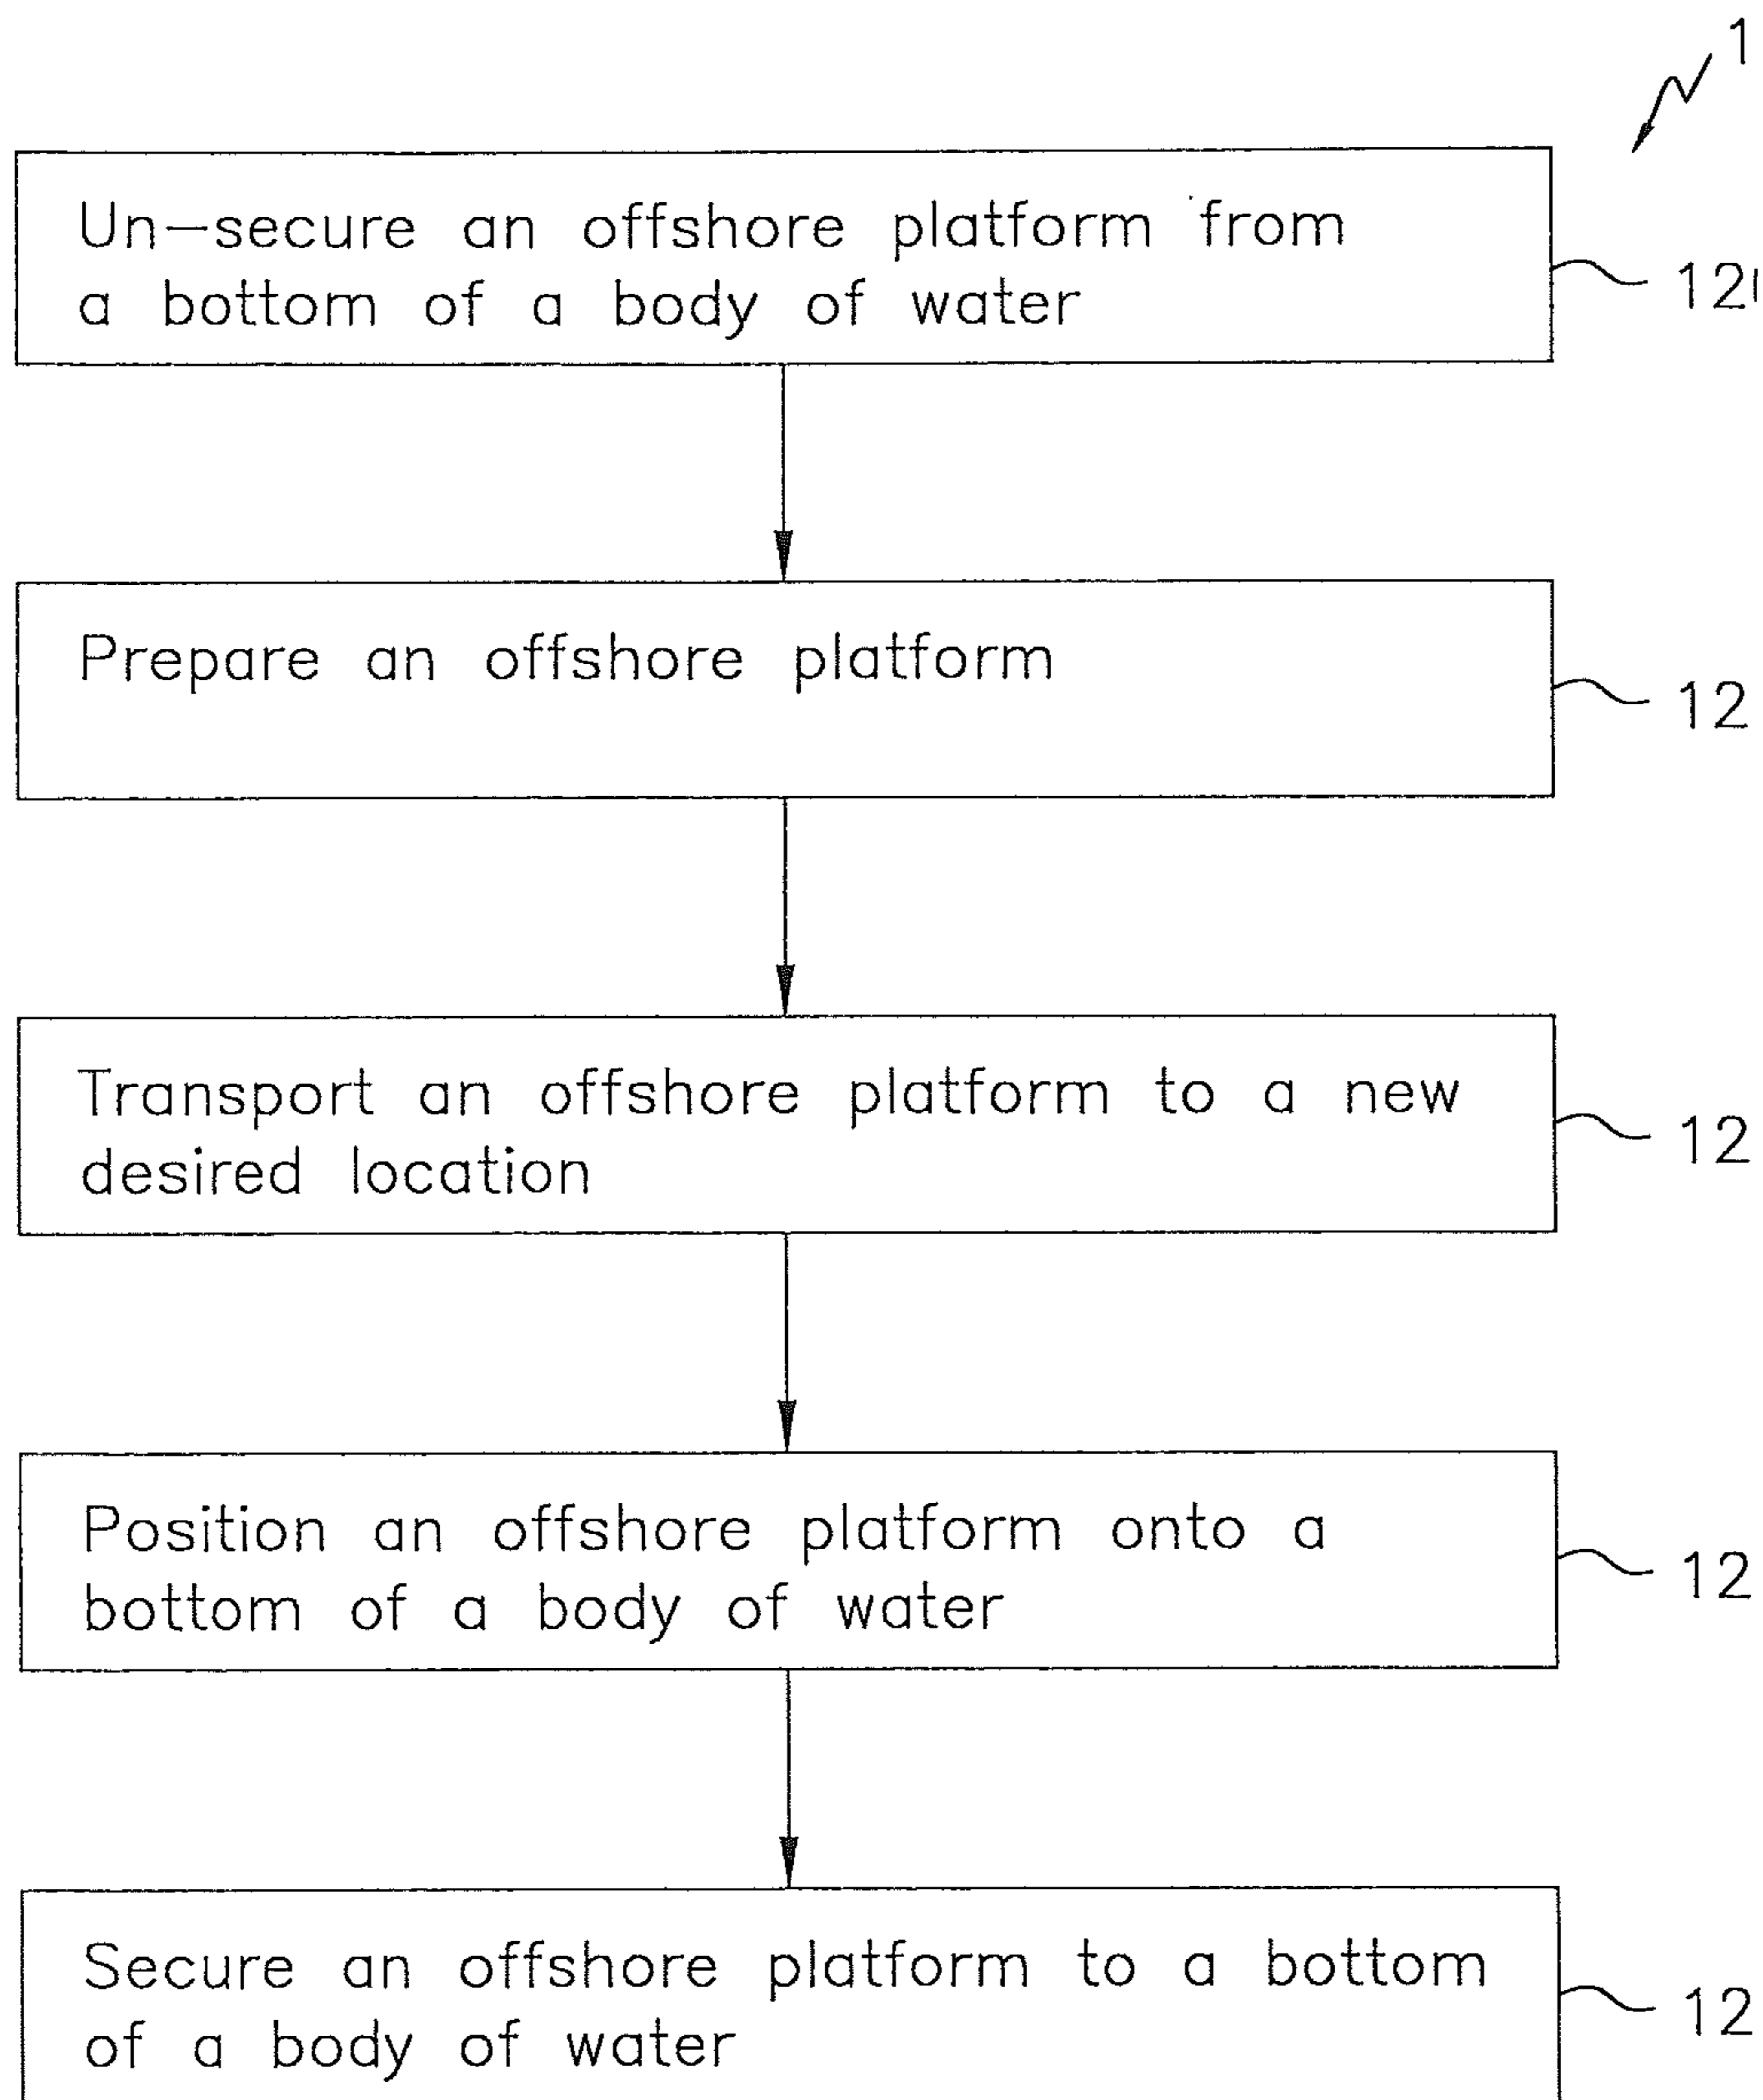 1
Un-secure an offshore platform from
a bottom of a body of water
12
Prepare an offshore platform
12
Transport an offshore platform to a new
desired location
12
Position an offshore platform onto a
bottom of a body of water
12
Secure an offshore platform to a bottom
of a body of water
12